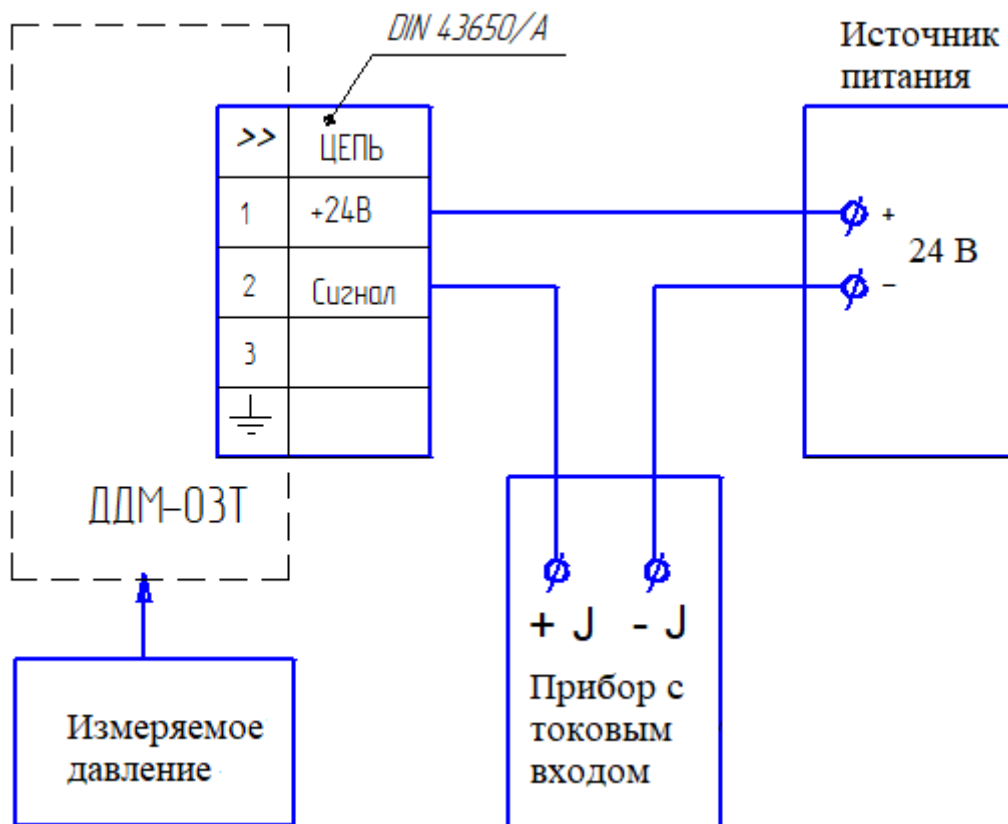 DIN 43650/A
Источник
питания
>> ЦЕПЬ
1 +24В
2 Сигнал
3
+
24 В
-
ДДМ-03Т
+ J - J
Измеряемое
давление
Прибор с
токовым
входом